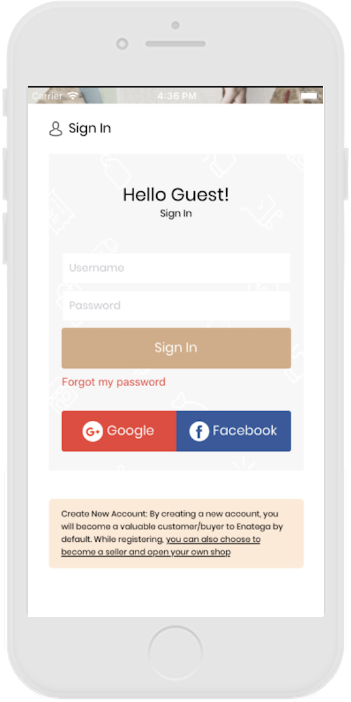 Carrier 4:36 PM
Sign In
Hello Guest!
Sign In
Username
Password
Sign In
Forgot my password
G+ Google f Facebook
Create New Account: By creating a new account, you
will become a valuable customer/buyer to Enatega by
default. While registering, you can also choose to
become a seller and open your own shop